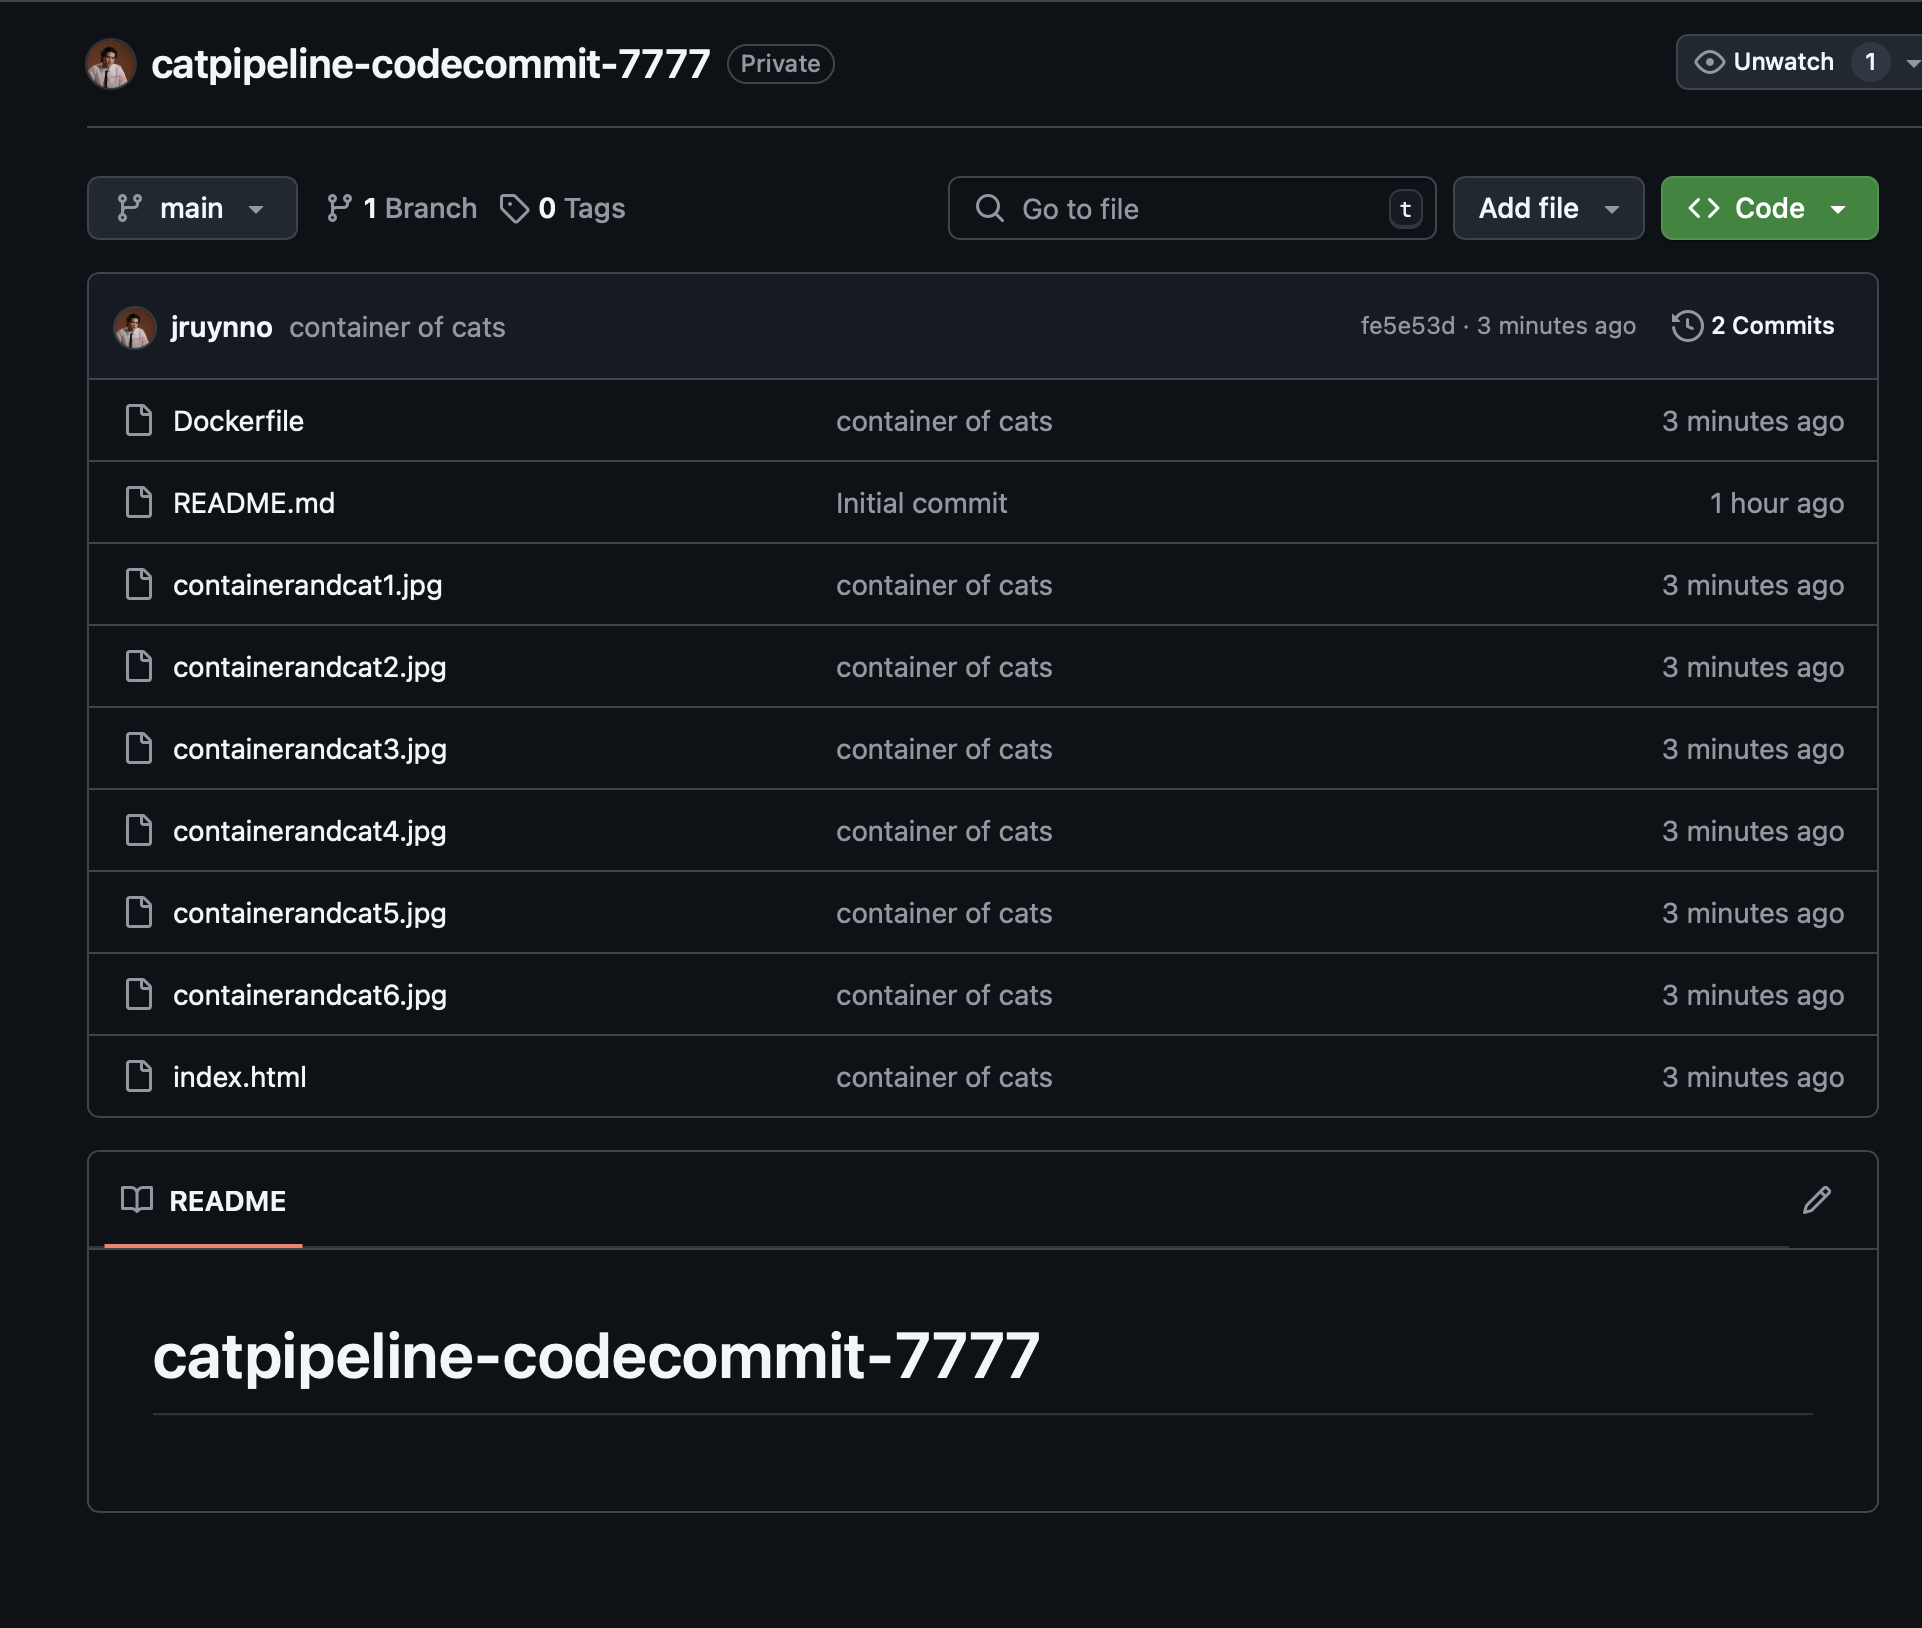 catpipeline-codecommit-7777 Private Unwatch 1
main 1 Branch 0 Tags Go to file t Add file Code
jruynno container of cats fe5e53d · 3 minutes ago 2 Commits
Dockerfile container of cats 3 minutes ago
README.md Initial commit 1 hour ago
containerandcat1.jpg container of cats 3 minutes ago
containerandcat2.jpg container of cats 3 minutes ago
containerandcat3.jpg container of cats 3 minutes ago
containerandcat4.jpg container of cats 3 minutes ago
containerandcat5.jpg container of cats 3 minutes ago
containerandcat6.jpg container of cats 3 minutes ago
index.html container of cats 3 minutes ago
README
catpipeline-codecommit-7777